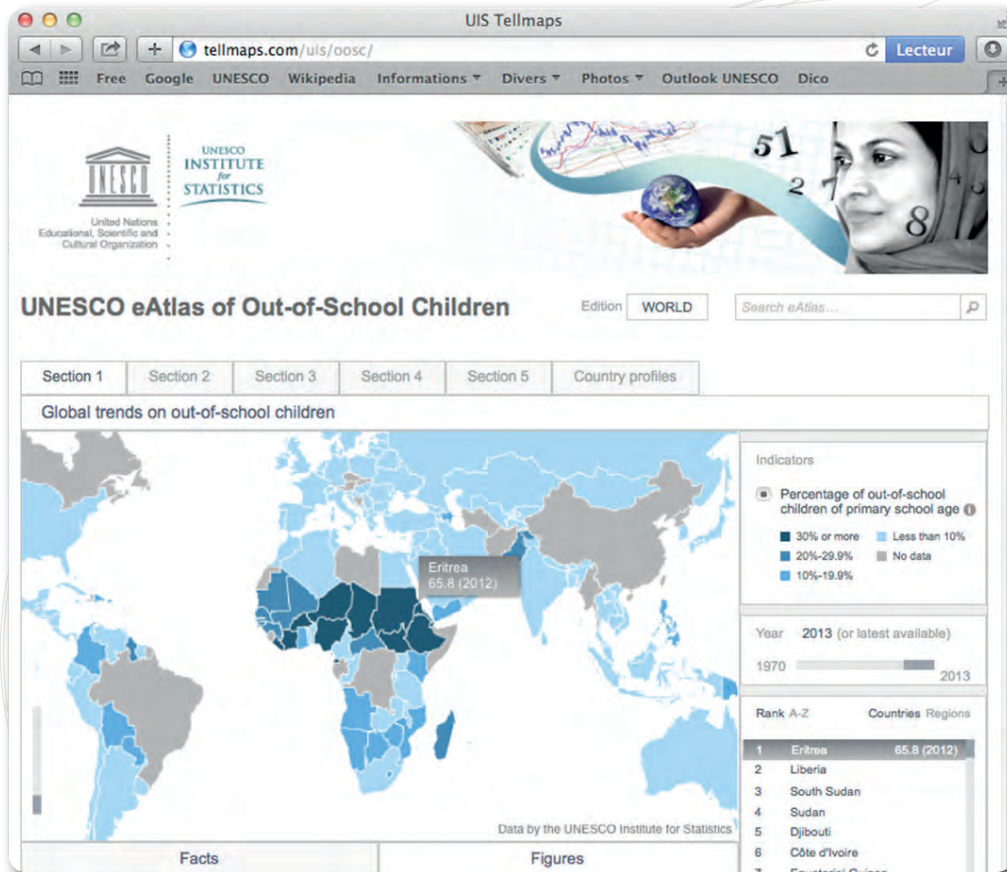 UIS Tellmaps
tellmaps.com/uis/oosc/
Lecteur
Free Google UNESCO Wikipedia Informations Divers Photos Outlook UNESCO Dico
UNESCO
United Nations
Educational, Scientific and
Cultural Organization
UNESCO
INSTITUTE
for
STATISTICS
51
2 7
8
UNESCO eAtlas of Out-of-School Children
Edition WORLD
Search eAtlas...
Section 1 Section 2 Section 3 Section 4 Section 5 Country profiles
Global trends on out-of-school children
Eritrea
65.8 (2012)
Data by the UNESCO Institute for Statistics
Indicators
Percentage of out-of-school
children of primary school age
30% or more Less than 10%
20%-29.9% No data
10%-19.9%
Year 2013 (or latest available)
1970
2013
Rank A-Z Countries Regions
1 Eritrea 65.8 (2012)
2 Liberia
3 South Sudan
4 Sudan
5 Djibouti
6 Côte d'Ivoire
Facts Figures